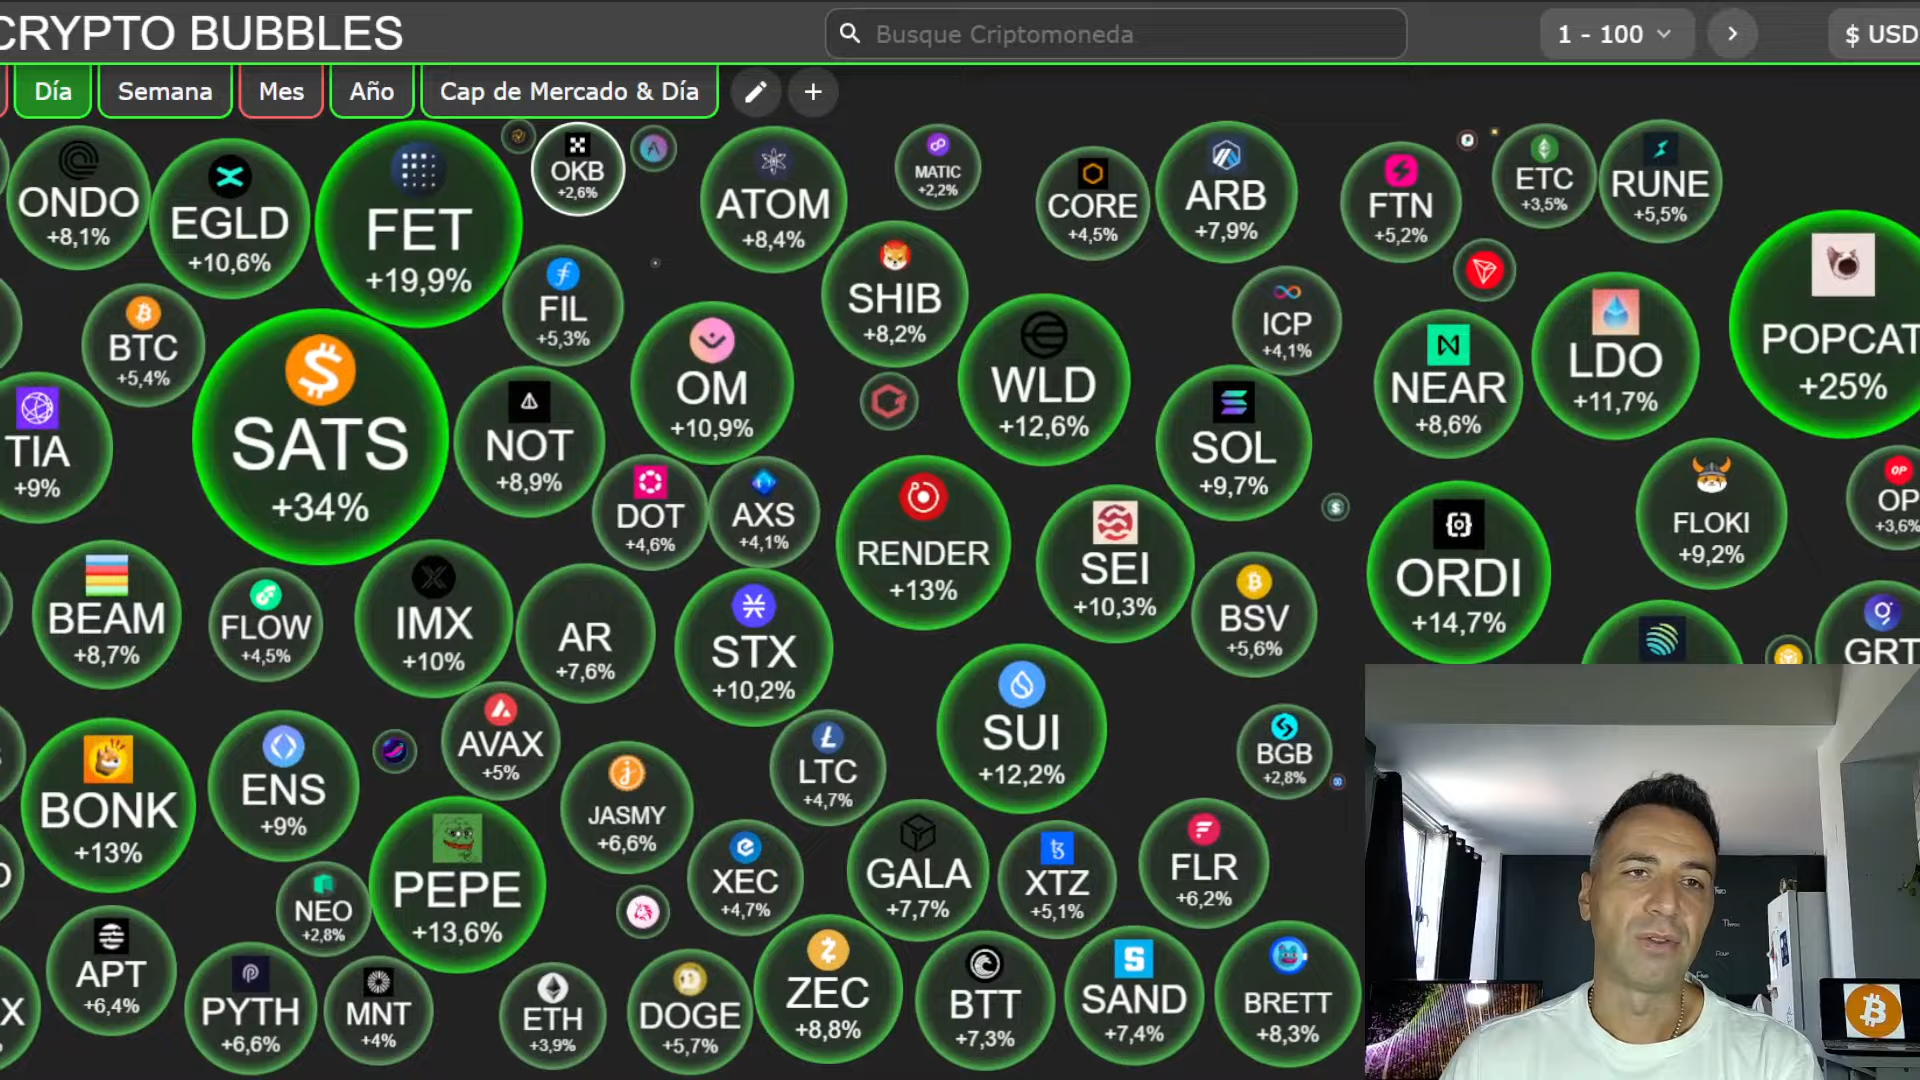 CRYPTO BUBBLES
Busque Criptomoneda
1 - 100
$ USD
Día
Semana
Mes
Año
Cap de Mercado & Día
ONDO
+8,1%
EGLD
+10,6%
FET
+19,9%
OKB
+2,6%
ATOM
+8,4%
MATIC
+2,2%
CORE
+4,5%
ARB
+7,9%
FTN
+5,2%
ETC
+3,5%
RUNE
+5,5%
BTC
+5,4%
FIL
+5,3%
SHIB
+8,2%
ICP
+4,1%
POPCAT
+25%
TIA
+9%
SATS
+34%
NOT
+8,9%
OM
+10,9%
WLD
+12,6%
SOL
+9,7%
NEAR
+8,6%
LDO
+11,7%
DOT
+4,6%
AXS
+4,1%
RENDER
+13%
SEI
+10,3%
ORDI
+14,7%
FLOKI
+9,2%
OP
OP
+3,6%
BEAM
+8,7%
FLOW
+4,5%
IMX
+10%
AR
+7,6%
STX
+10,2%
BSV
+5,6%
GRT
SUI
+12,2%
BONK
+13%
ENS
+9%
AVAX
+5%
JASMY
+6,6%
LTC
+4,7%
BGB
+2,8%
NEO
+2,8%
PEPE
+13,6%
XEC
+4,7%
GALA
+7,7%
XTZ
+5,1%
FLR
+6,2%
X
APT
+6,4%
PYTH
+6,6%
MNT
+4%
ETH
+3,9%
DOGE
+5,7%
ZEC
+8,8%
BTT
+7,3%
SAND
+7,4%
BRETT
+8,3%